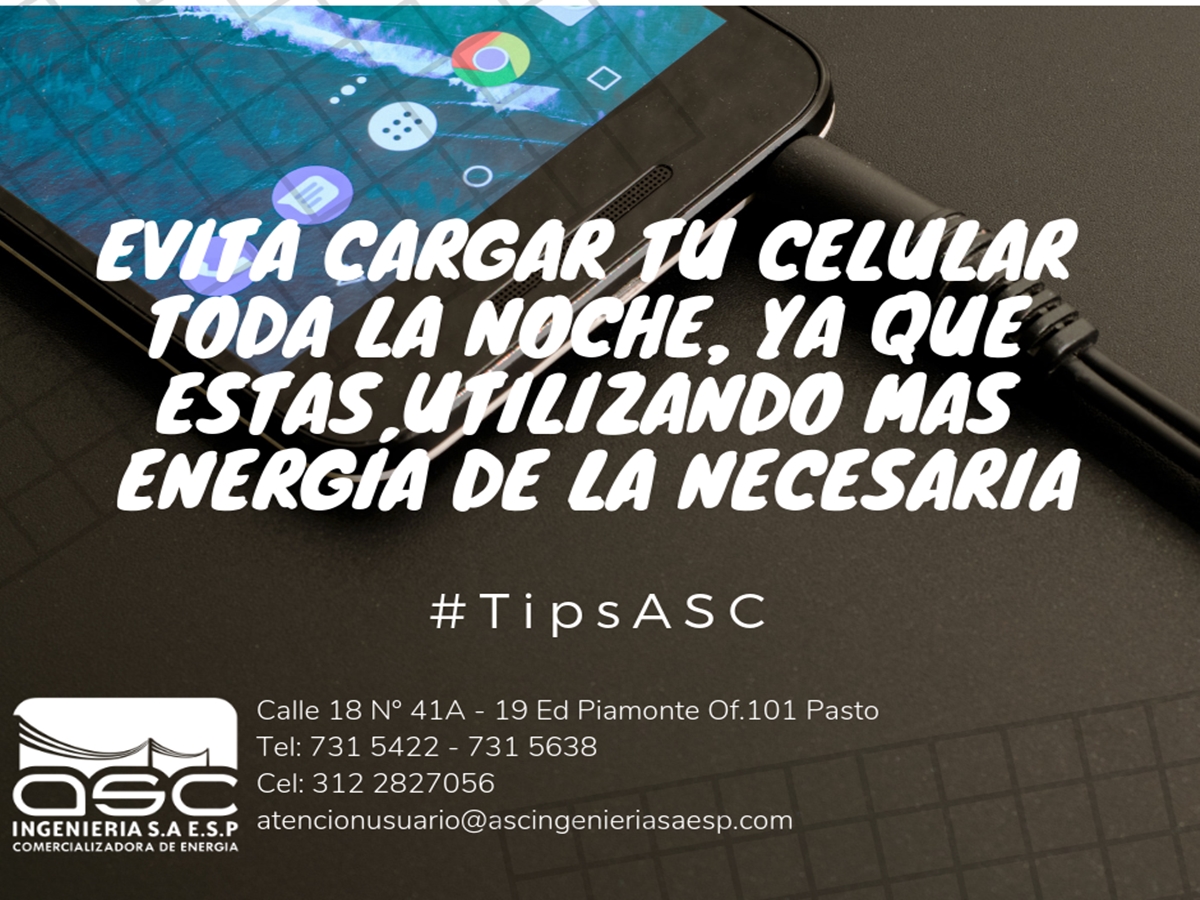 EVITA CARGAR TU CELULAR
TODA LA NOCHE, YA QUE
ESTAS UTILIZANDO MAS
ENERGÍA DE LA NECESARIA
#TipsASC
asc
INGENIERIA S.A E.S.P
COMERCIALIZADORA DE ENERGIA
Calle 18 N° 41A - 19 Ed Piamonte Of.101 Pasto
Tel: 731 5422 - 731 5638
Cel: 312 2827056
atencionusuario@ascingenieriasaesp.com